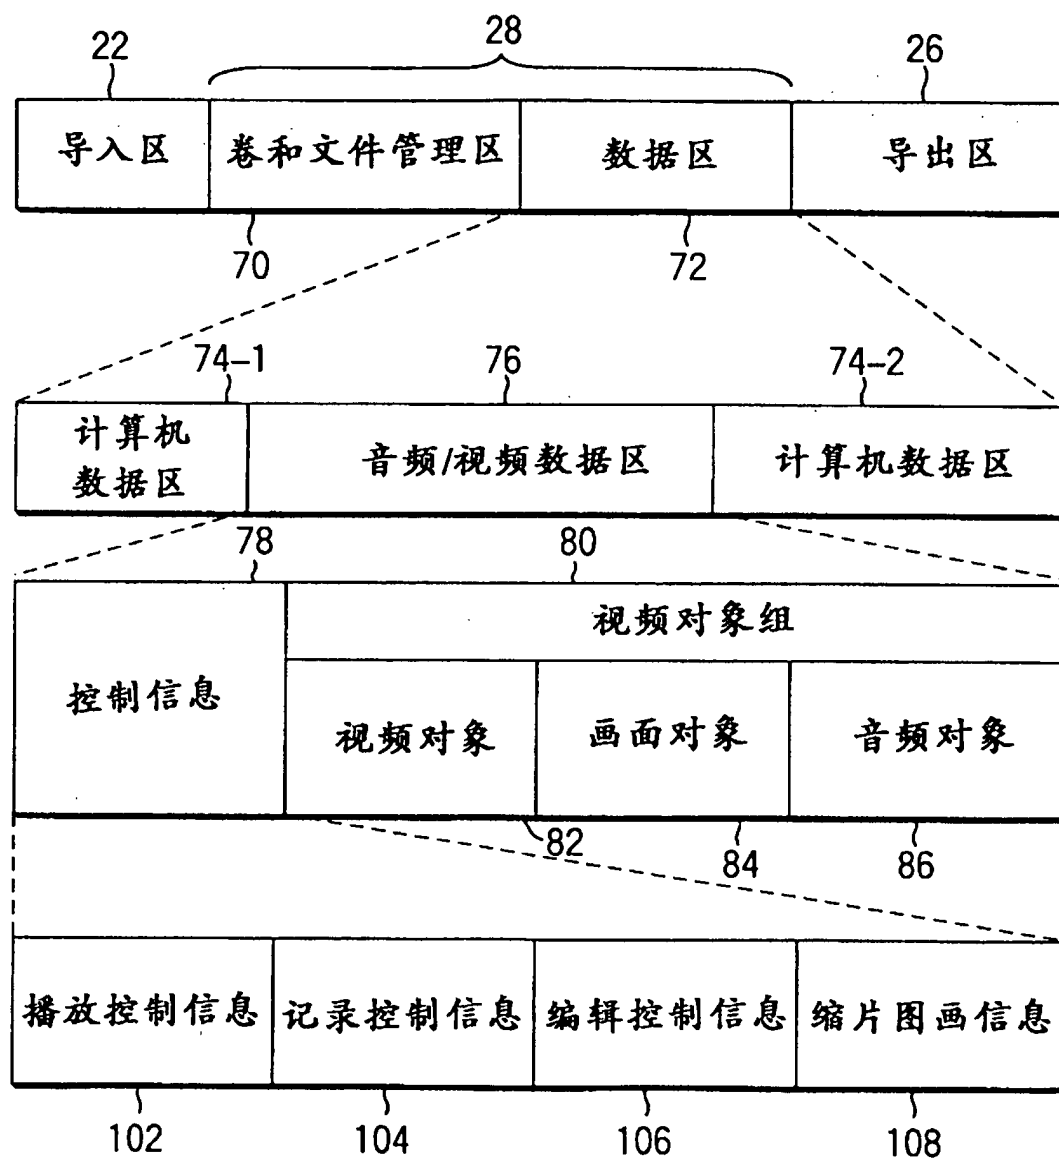 28
22
26
导入区
卷和文件管理区
数据区
导出区
70
72
74-1
76
74-2
计算机
数据区
音频/视频数据区
计算机数据区
78
80
控制信息
视频对象组
视频对象
画面对象
音频对象
82
84
86
播放控制信息
记录控制信息
编辑控制信息
缩片图画信息
102
104
106
108